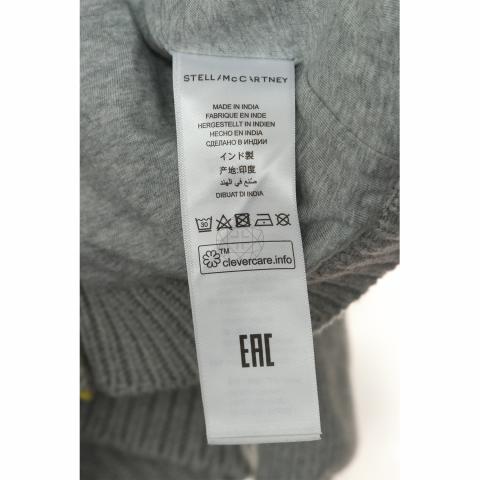 STELLA McCARTNEY
MADE IN INDIA
FABRIQUE EN INDE
HERGESTELLT IN INDIEN
HECHO EN INDIA
СДЕЛАНО В ИНДИИ
インド製
产地:印度
صنع في الهند
DIBUAT DI INDIA
30
TM
clevercare.info
EAC